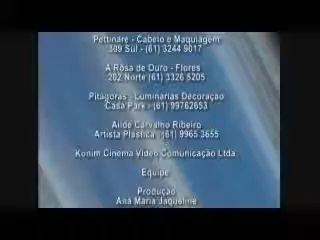 Pettinare - Cabelo e Maquiagem
309 Sul - (61) 3244 9017
A Rosa de Ouro - Flores
202 Norte (61) 3326 5205
Pitágoras - Luminárias Decoração
Casa Park - (61) 99762653
Ailde Carvalho Ribeiro
Artista Plástica - (61) 9965 3655
Konim Cinema Vídeo Comunicação Ltda
Equipe
Produção
Ana Maria Jaqueline